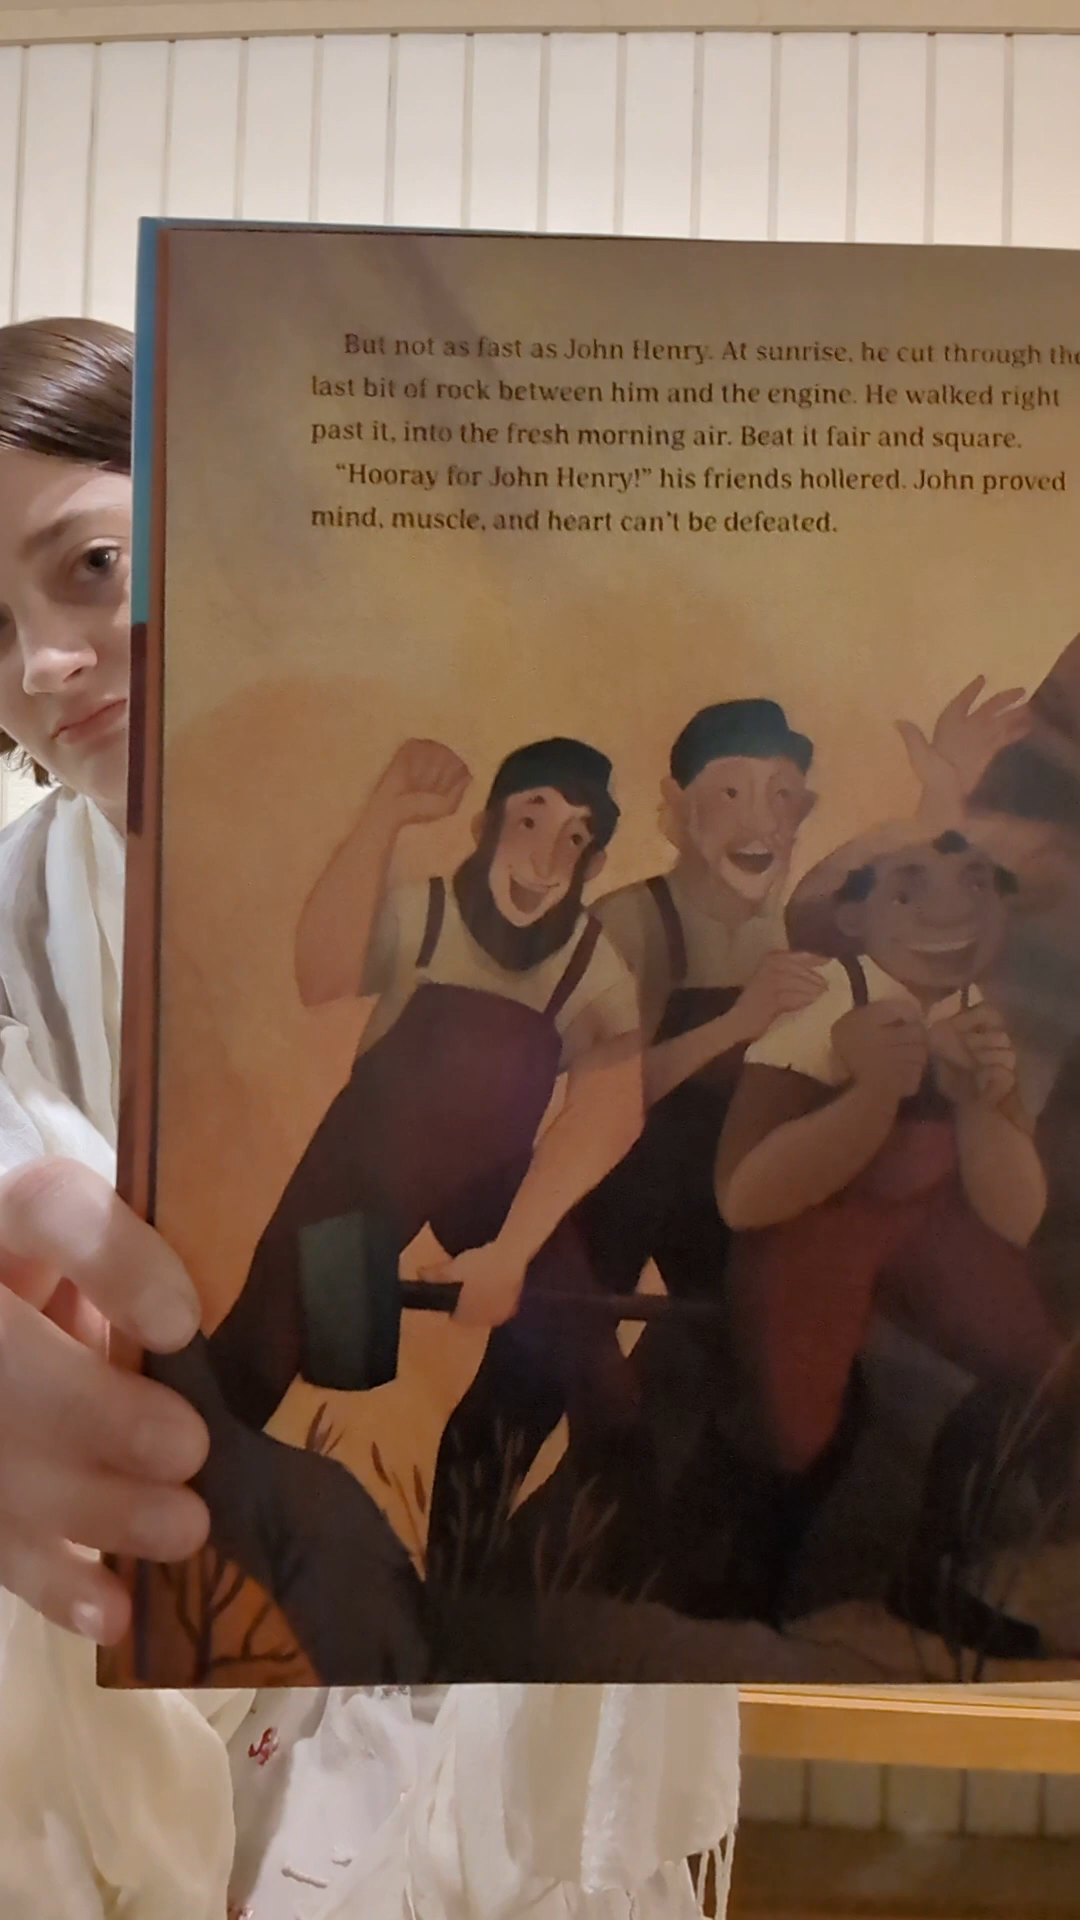 But not as fast as John Henry. At sunrise, he cut through the
last bit of rock between him and the engine. He walked right
past it, into the fresh morning air. Beat it fair and square.
“Hooray for John Henry!” his friends hollered. John proved
mind, muscle, and heart can't be defeated.